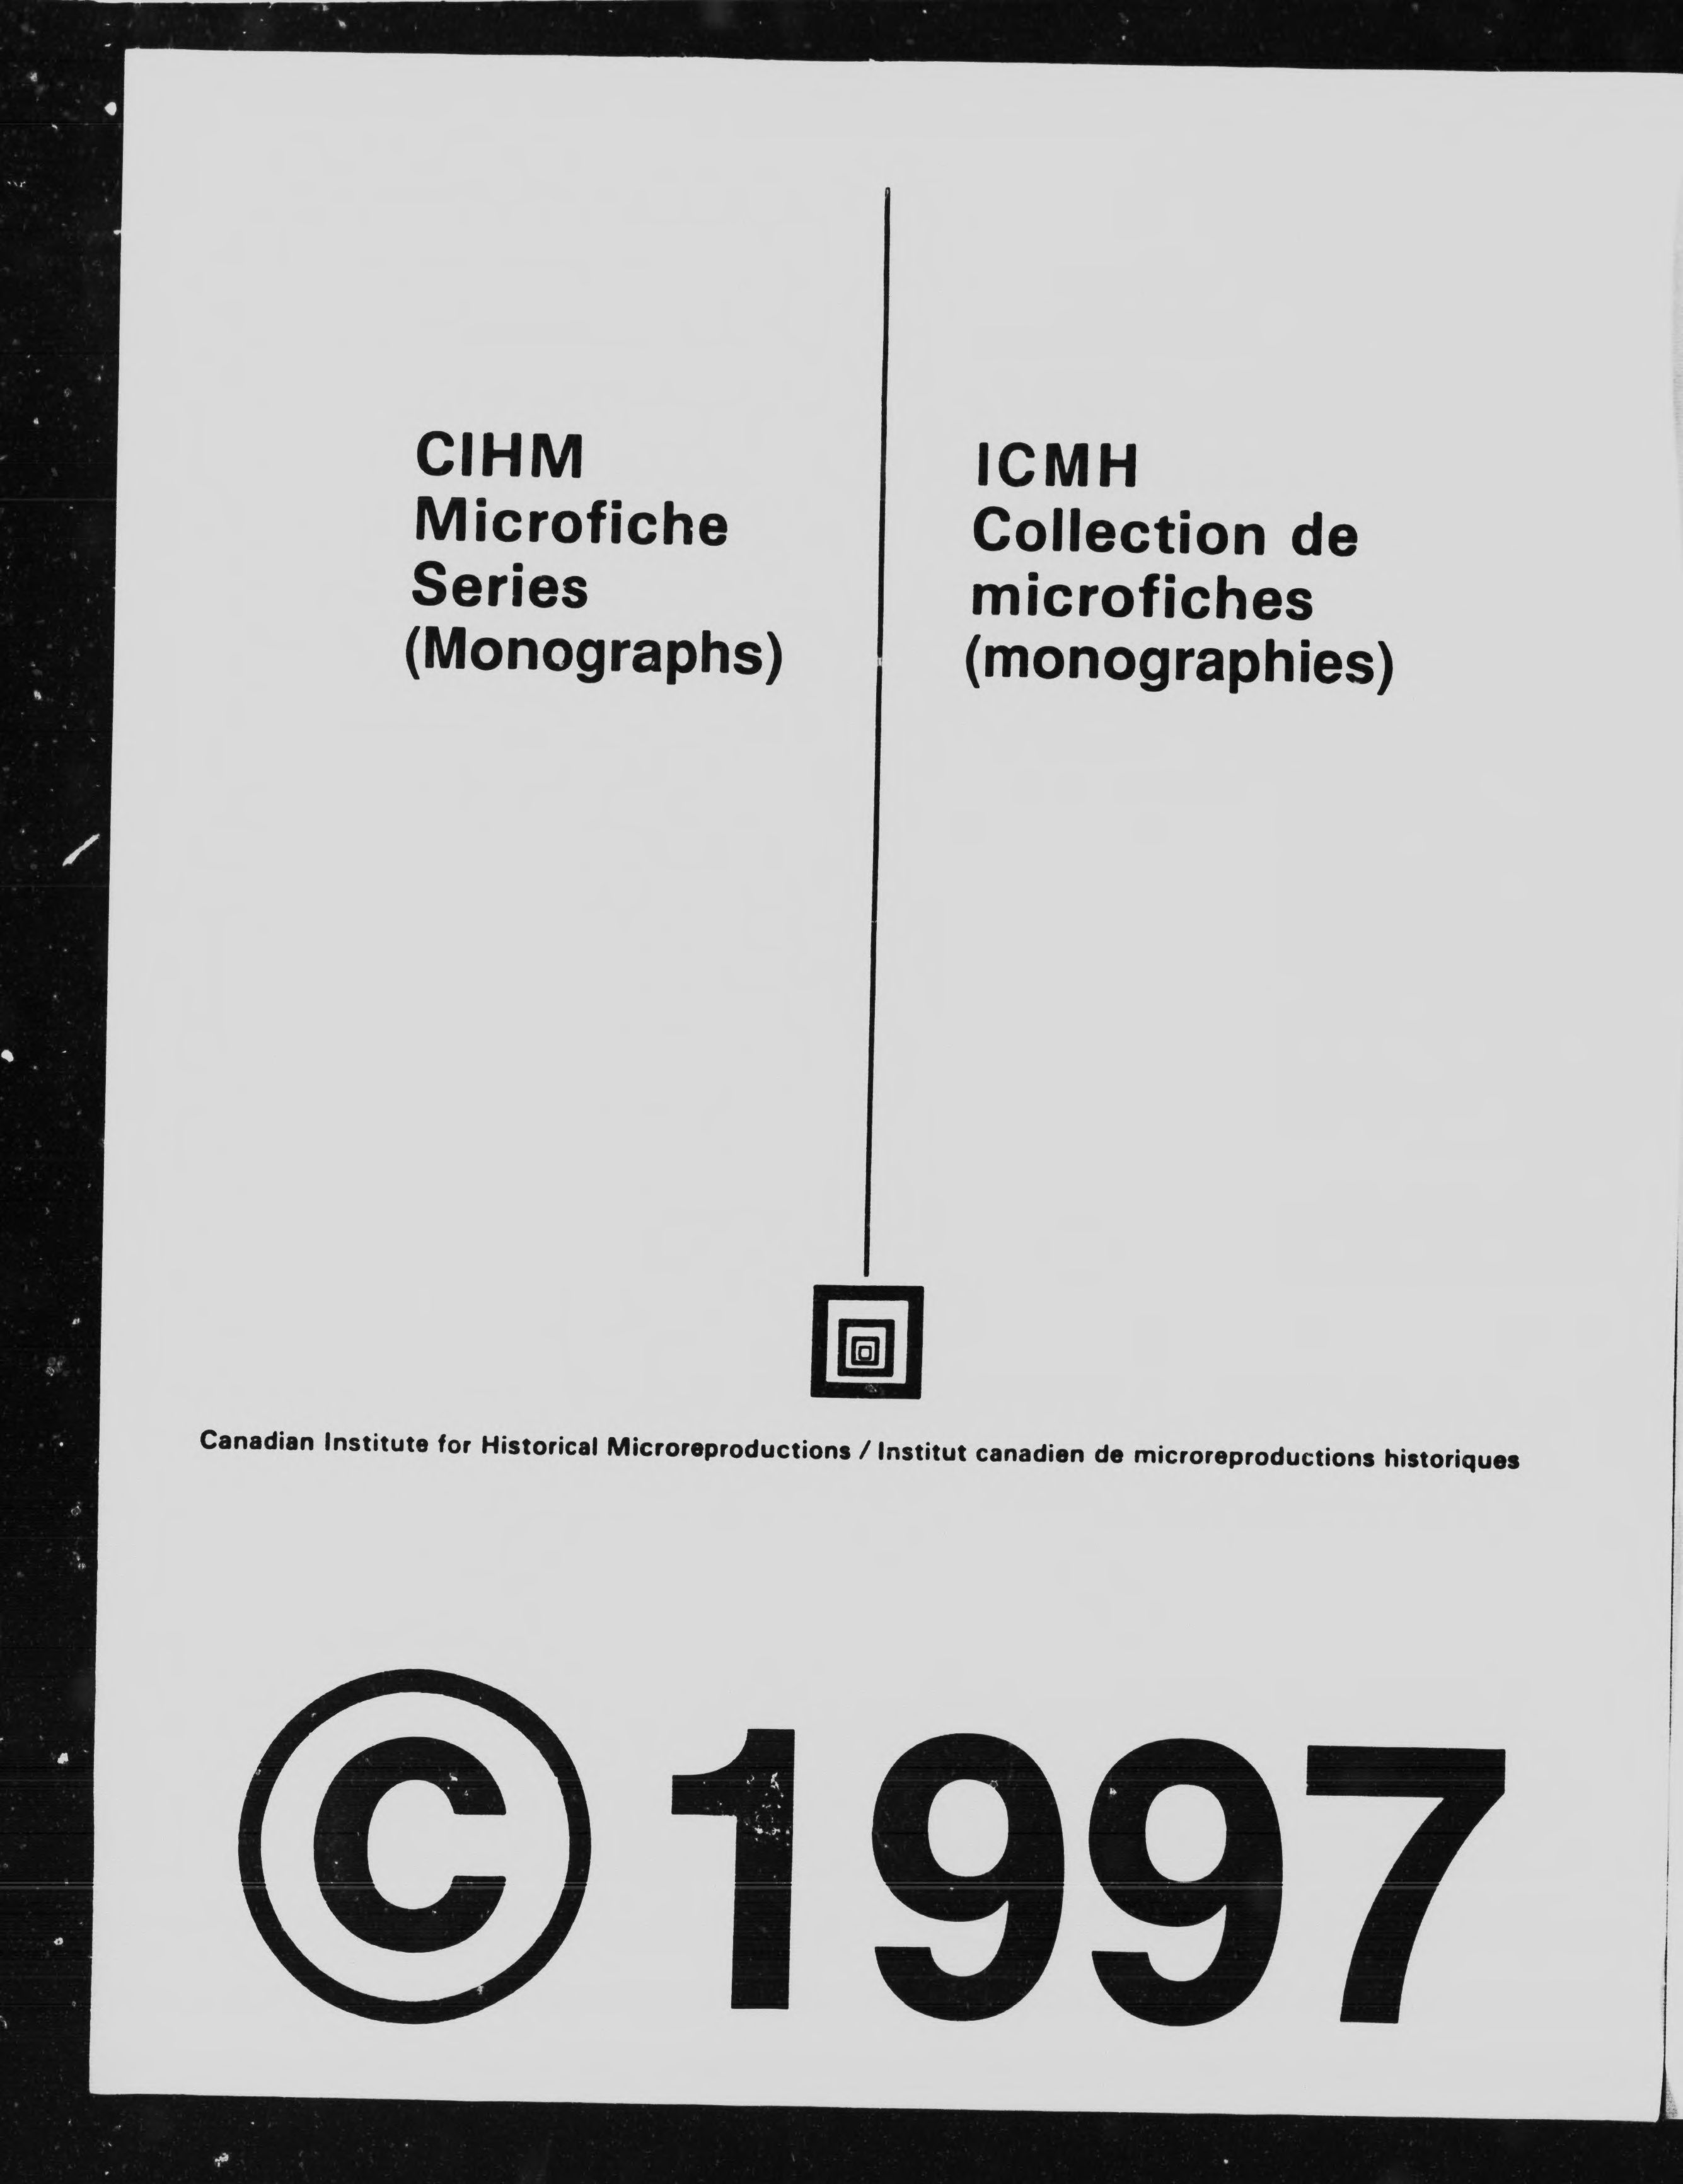 CIHM
Microfiche
Series
(Monographs)
ICMH
Collection de
microfiches
(monographies)
Canadian Institute for Historical Microreproductions / Institut canadien de microreproductions historiques
©1997